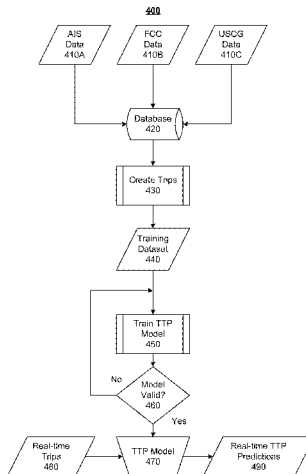 400
AIS
Data
410A
FCC
Data
410B
USCG
Data
410C
Database
420
Create Trips
430
Training
Dataset
440
Train TTP
Model
450
No
Model
Valid?
460
Yes
Real-time
Trips
480
TTP Model
470
Real-time TTP
Predictions
490